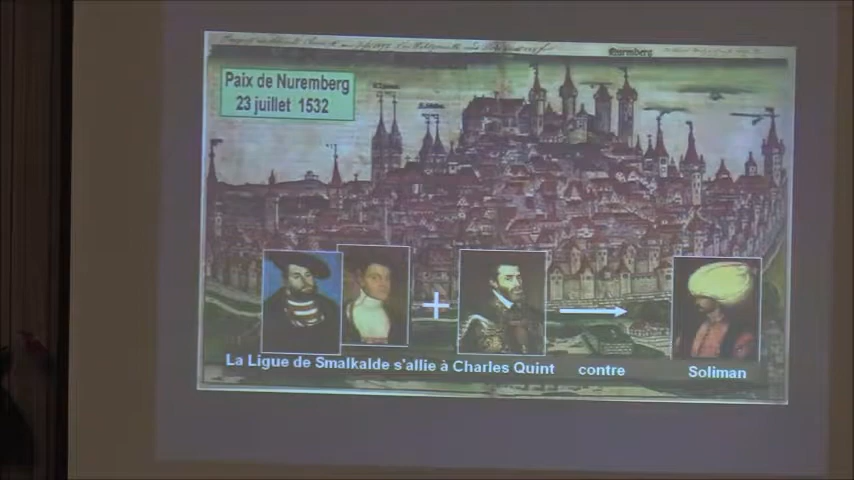 Nuremberg
Paix de Nuremberg
23 juillet 1532
La Ligue de Smalkalde s'allie à Charles Quint contre Soliman